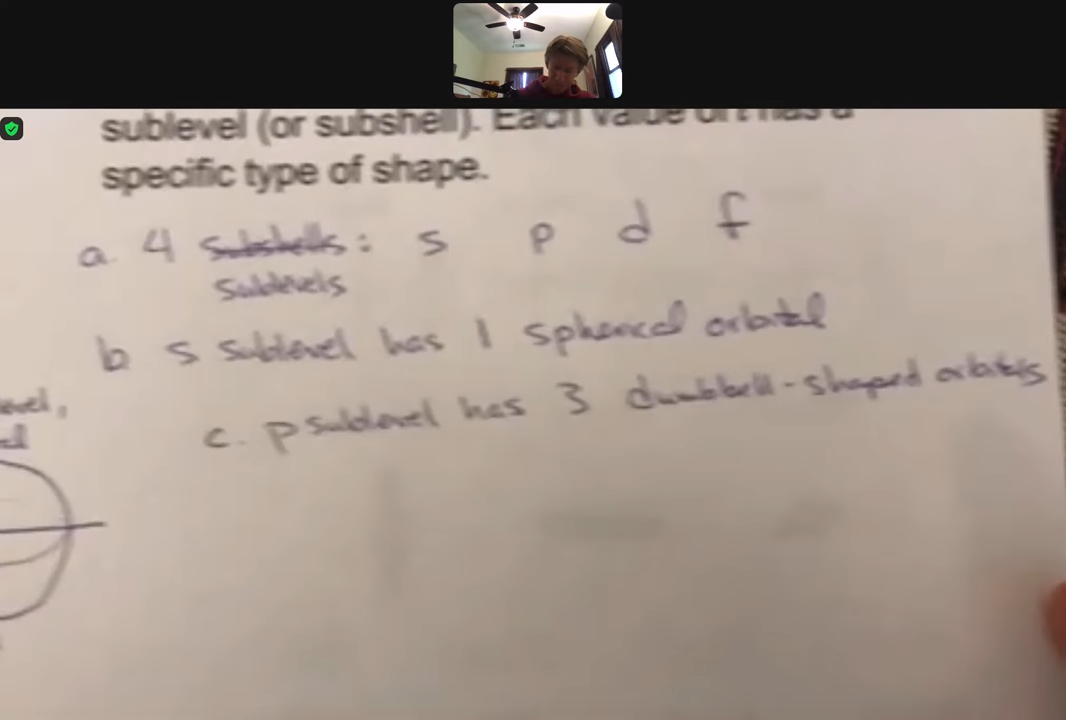 sublevel (or subshell). Each value of l has a
specific type of shape.
a. 4 subshells: s p d f
sublevels
b s sublevel has 1 spherical orbital
c. p sublevel has 3 dumbbell-shaped orbitals